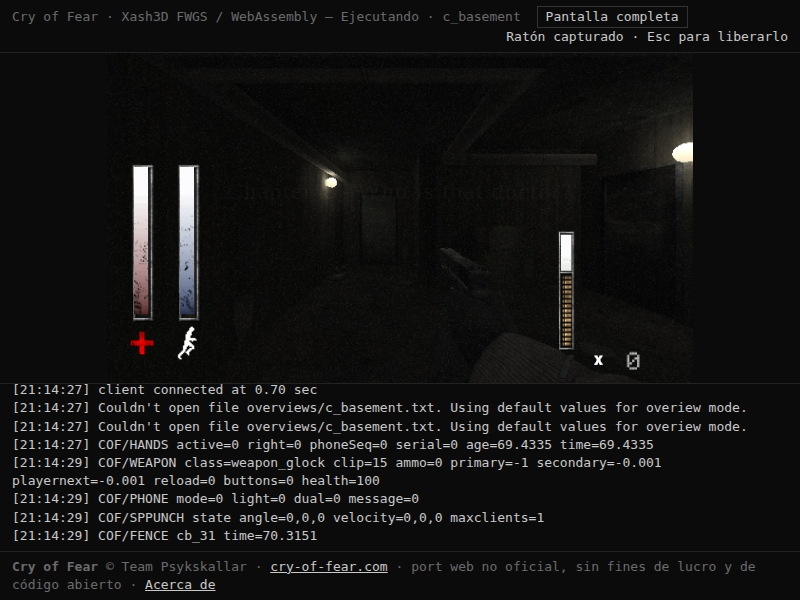 Cry of Fear · Xash3D FWGS / WebAssembly — Ejecutando · c_basement
Pantalla completa
Ratón capturado · Esc para liberarlo
Chapter
x 0
[21:14:27] client connected at 0.70 sec
[21:14:27] Couldn't open file overviews/c_basement.txt. Using default values for overiew mode.
[21:14:27] Couldn't open file overviews/c_basement.txt. Using default values for overiew mode.
[21:14:27] COF/HANDS active=0 right=0 phoneSeq=0 serial=0 age=69.4335 time=69.4335
[21:14:29] COF/WEAPON class=weapon_glock clip=15 ammo=0 primary=-1 secondary=-0.001
playernext=-0.001 reload=0 buttons=0 health=100
[21:14:29] COF/PHONE mode=0 light=0 dual=0 message=0
[21:14:29] COF/SPPUNCH state angle=0,0,0 velocity=0,0,0 maxclients=1
[21:14:29] COF/FENCE cb_31 time=70.3151
Cry of Fear © Team Psykskallar · cry-of-fear.com · port web no oficial, sin fines de lucro y de
código abierto · Acerca de